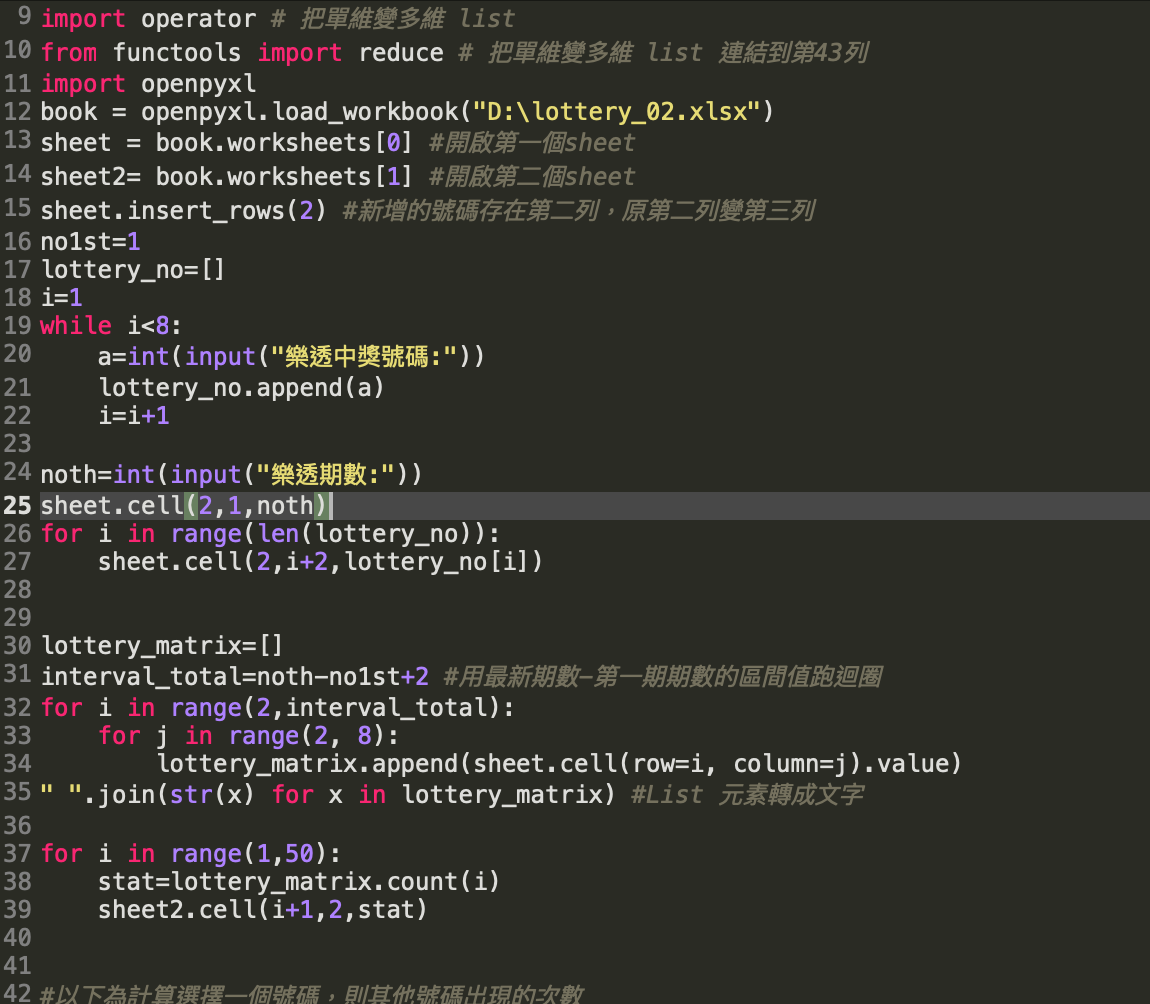 9 import operator # 把單維變多維 list
10 from functools import reduce # 把單維變多維 list 連結到第43列
11 import openpyxl
12 book = openpyxl.load_workbook("D:\lottery_02.xlsx")
13 sheet = book.worksheets[0] #開啟第一個sheet
14 sheet2= book.worksheets[1] #開啟第二個sheet
15 sheet.insert_rows(2) #新增的號碼存在第二列，原第二列變第三列
16 no1st=1
17 lottery_no=[]
18 i=1
19 while i<8:
20     a=int(input("樂透中獎號碼:"))
21     lottery_no.append(a)
22     i=i+1
23
24 noth=int(input("樂透期數:"))
25 sheet.cell(2,1,noth)
26 for i in range(len(lottery_no)):
27     sheet.cell(2,i+2,lottery_no[i])
28
29
30 lottery_matrix=[]
31 interval_total=noth-no1st+2 #用最新期數-第一期期數的區間值跑迴圈
32 for i in range(2,interval_total):
33     for j in range(2, 8):
34         lottery_matrix.append(sheet.cell(row=i, column=j).value)
35 " ".join(str(x) for x in lottery_matrix) #List 元素轉成文字
36
37 for i in range(1,50):
38     stat=lottery_matrix.count(i)
39     sheet2.cell(i+1,2,stat)
40
41
42 #以下為計算選擇一個號碼，則其他號碼出現的次數